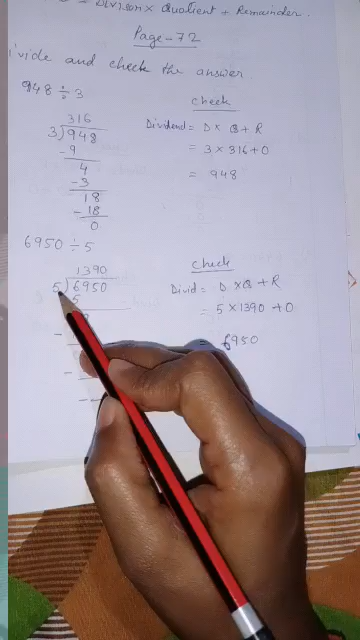 Divisor × Quotient + Remainder.
Page - 72
ivide and check the answer
948 ÷ 3
316
3)948
-9
4
-3
18
-18
0
check
Dividend = D × Q + R
= 3 × 316 + 0
= 948
6950 ÷ 5
1390
5)6950
5
check
Divid = D × Q + R
= 5 × 1390 + 0
= 6950